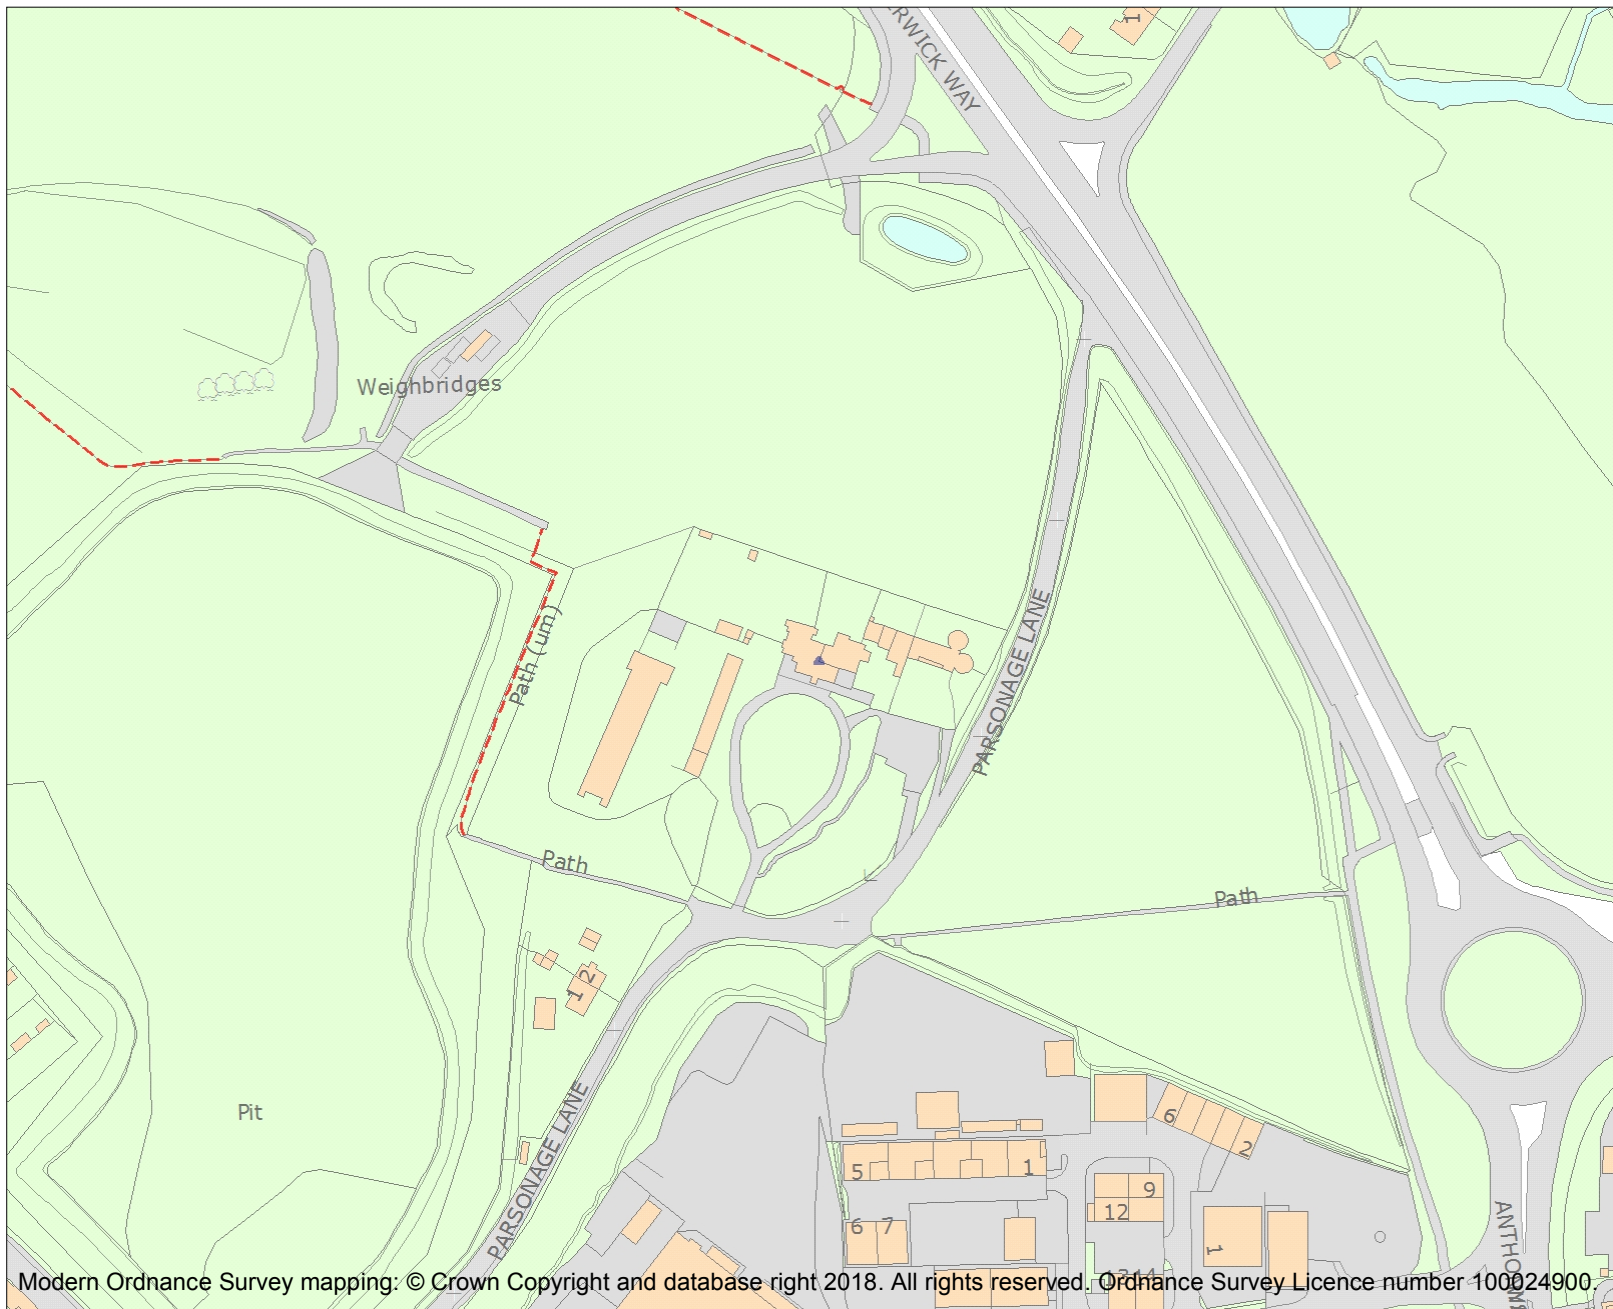 1
ERWICK WAY
Weighbridges
Path (um)
PARSONAGE LANE
Path
Path
1 2
Pit
PARSONAGE LANE
6
2
5
1
9
12
6 7
1
Modern Ordnance Survey mapping: © Crown Copyright and database right 2018. All rights reserved. Ordnance Survey Licence number 100024900.